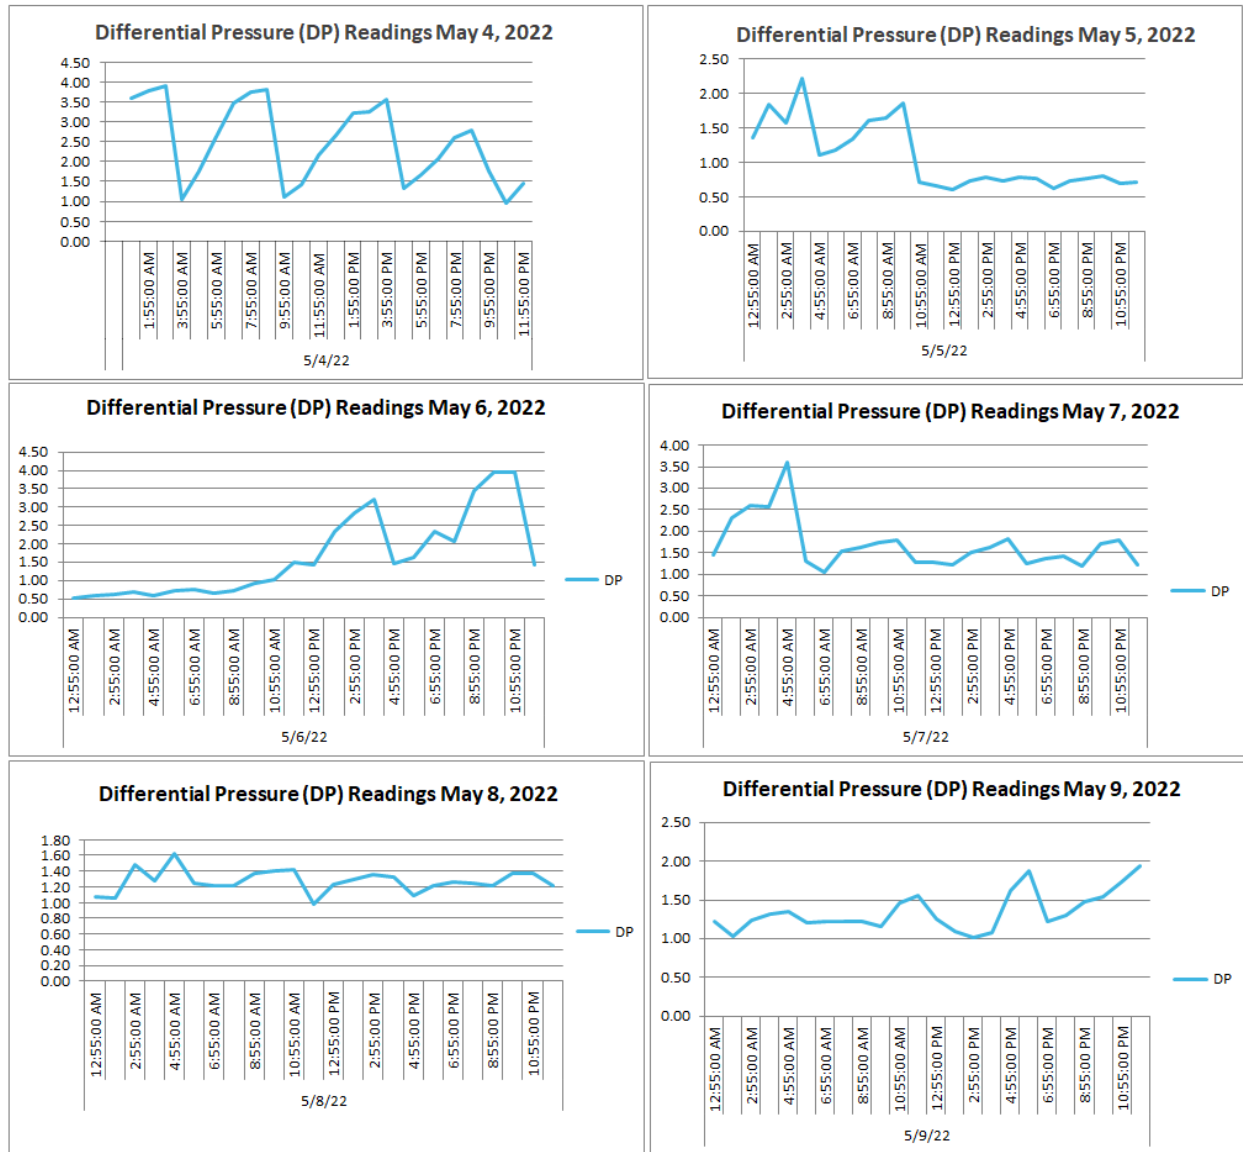 Differential Pressure (DP) Readings May 4, 2022
4.50
4.00
3.50
3.00
2.50
2.00
1.50
1.00
0.50
0.00
1:55:00 AM
3:55:00 AM
5:55:00 AM
7:55:00 AM
9:55:00 AM
11:55:00 AM
1:55:00 PM
3:55:00 PM
5:55:00 PM
7:55:00 PM
9:55:00 PM
11:55:00 PM
5/4/22
Differential Pressure (DP) Readings May 5, 2022
2.50
2.00
1.50
1.00
0.50
0.00
12:55:00 AM
2:55:00 AM
4:55:00 AM
6:55:00 AM
8:55:00 AM
10:55:00 AM
12:55:00 PM
2:55:00 PM
4:55:00 PM
6:55:00 PM
8:55:00 PM
10:55:00 PM
5/5/22
Differential Pressure (DP) Readings May 6, 2022
4.50
4.00
3.50
3.00
2.50
2.00
1.50
1.00
0.50
0.00
12:55:00 AM
2:55:00 AM
4:55:00 AM
6:55:00 AM
8:55:00 AM
10:55:00 AM
12:55:00 PM
2:55:00 PM
4:55:00 PM
6:55:00 PM
8:55:00 PM
10:55:00 PM
5/6/22
DP
Differential Pressure (DP) Readings May 7, 2022
4.00
3.50
3.00
2.50
2.00
1.50
1.00
0.50
0.00
12:55:00 AM
2:55:00 AM
4:55:00 AM
6:55:00 AM
8:55:00 AM
10:55:00 AM
12:55:00 PM
2:55:00 PM
4:55:00 PM
6:55:00 PM
8:55:00 PM
10:55:00 PM
5/7/22
DP
Differential Pressure (DP) Readings May 8, 2022
1.80
1.60
1.40
1.20
1.00
0.80
0.60
0.40
0.20
0.00
12:55:00 AM
2:55:00 AM
4:55:00 AM
6:55:00 AM
8:55:00 AM
10:55:00 AM
12:55:00 PM
2:55:00 PM
4:55:00 PM
6:55:00 PM
8:55:00 PM
10:55:00 PM
5/8/22
DP
Differential Pressure (DP) Readings May 9, 2022
2.50
2.00
1.50
1.00
0.50
0.00
12:55:00 AM
2:55:00 AM
4:55:00 AM
6:55:00 AM
8:55:00 AM
10:55:00 AM
12:55:00 PM
2:55:00 PM
4:55:00 PM
6:55:00 PM
8:55:00 PM
10:55:00 PM
5/9/22
DP